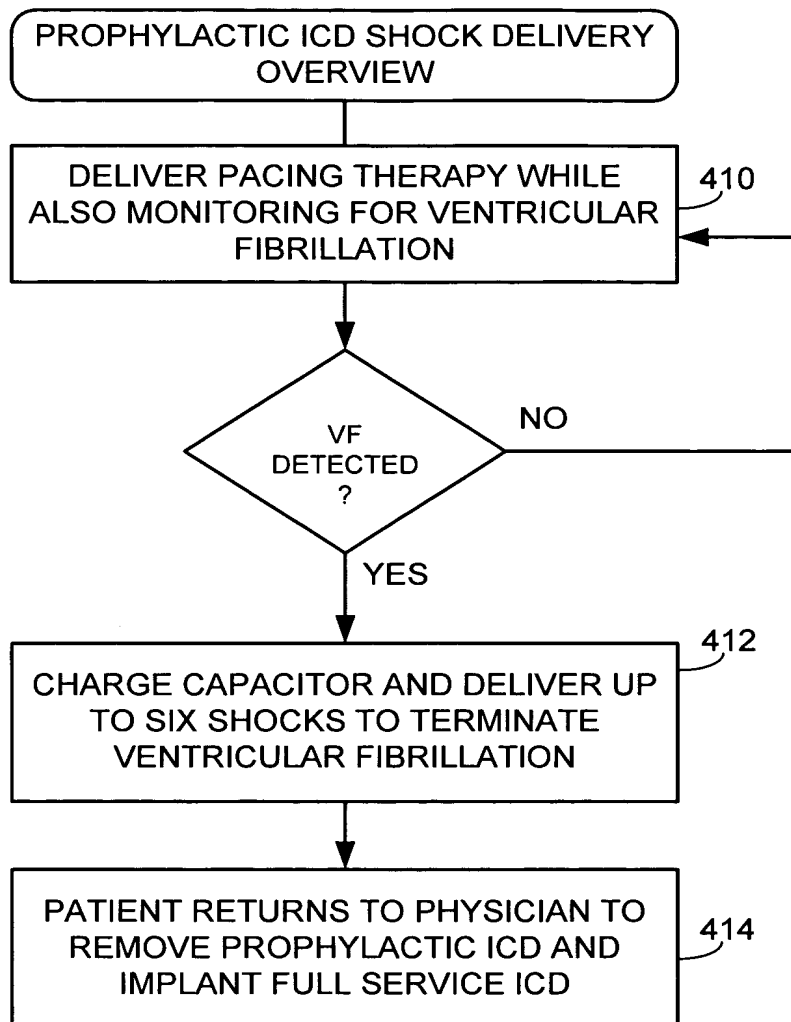 PROPHYLACTIC ICD SHOCK DELIVERY
OVERVIEW
DELIVER PACING THERAPY WHILE
ALSO MONITORING FOR VENTRICULAR
FIBRILLATION
410
VF
DETECTED
?
NO
YES
412
CHARGE CAPACITOR AND DELIVER UP
TO SIX SHOCKS TO TERMINATE
VENTRICULAR FIBRILLATION
PATIENT RETURNS TO PHYSICIAN TO
REMOVE PROPHYLACTIC ICD AND
IMPLANT FULL SERVICE ICD
414